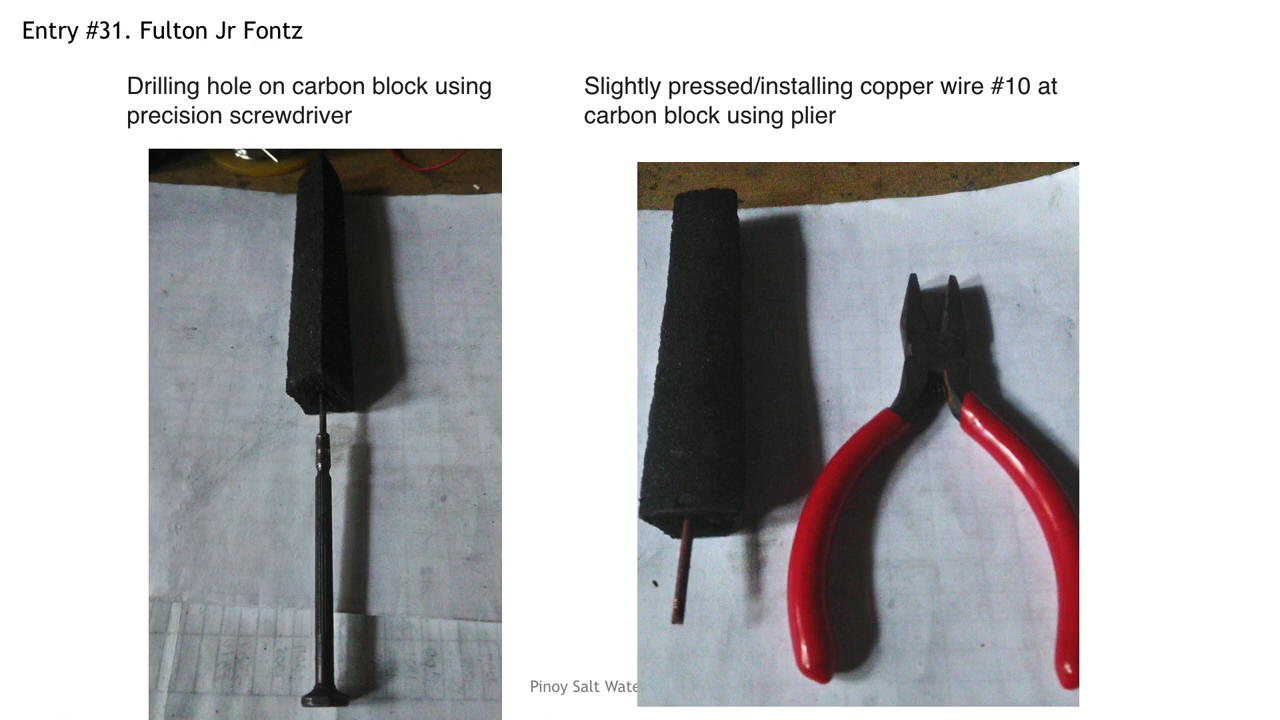 Entry #31. Fulton Jr Fontz
Drilling hole on carbon block using
precision screwdriver
Slightly pressed/installing copper wire #10 at
carbon block using plier
Pinoy Salt Wate